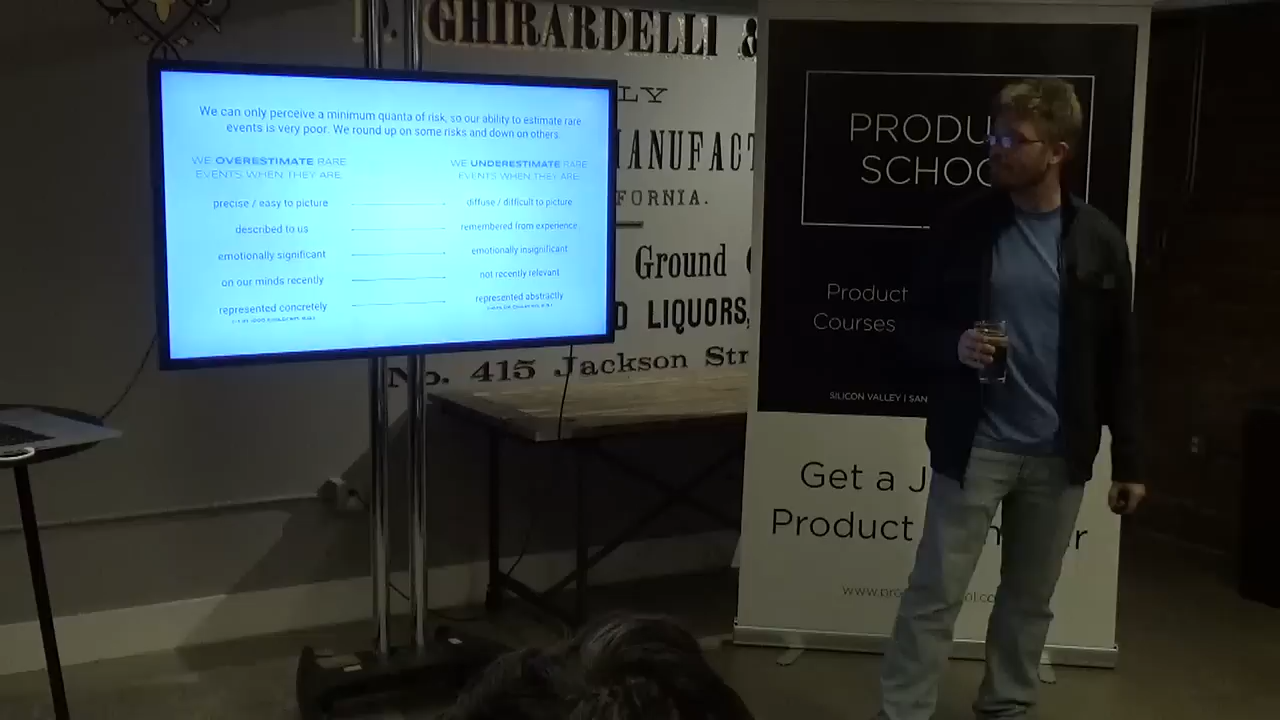 D. GHIRARDELLI &
LY
MANUFACT
FORNIA.
Ground
LIQUORS,
No. 415 Jackson Str
We can only perceive a minimum quanta of risk, so our ability to estimate rare
events is very poor. We round up on some risks and down on others.
WE OVERESTIMATE RARE
EVENTS WHEN THEY ARE
WE UNDERESTIMATE RARE
EVENTS WHEN THEY ARE
precise / easy to picture
diffuse / difficult to picture
described to us
remembered from experience
emotionally significant
emotionally insignificant
on our minds recently
not recently relevant
represented concretely
represented abstractly
PRODU
SCHOO
Product
Courses
SILICON VALLEY | SAN
Get a J
Product
r